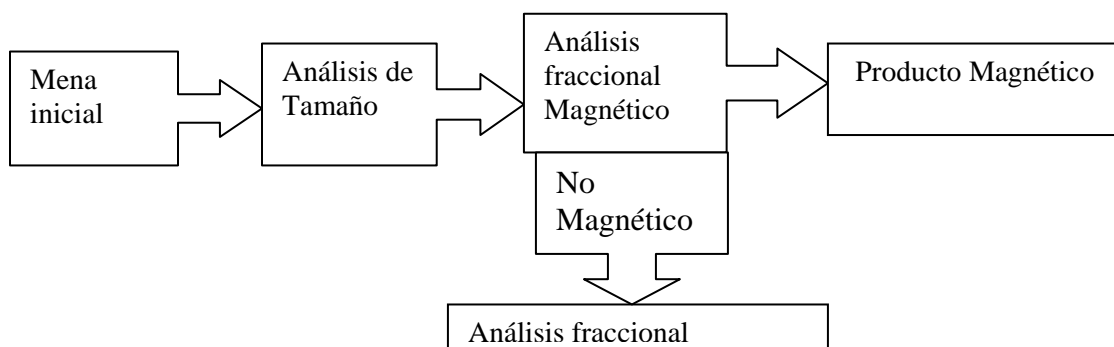 Mena
inicial
Análisis de
Tamaño
Análisis
fraccional
Magnético
Producto Magnético
No
Magnético
Análisis fraccional